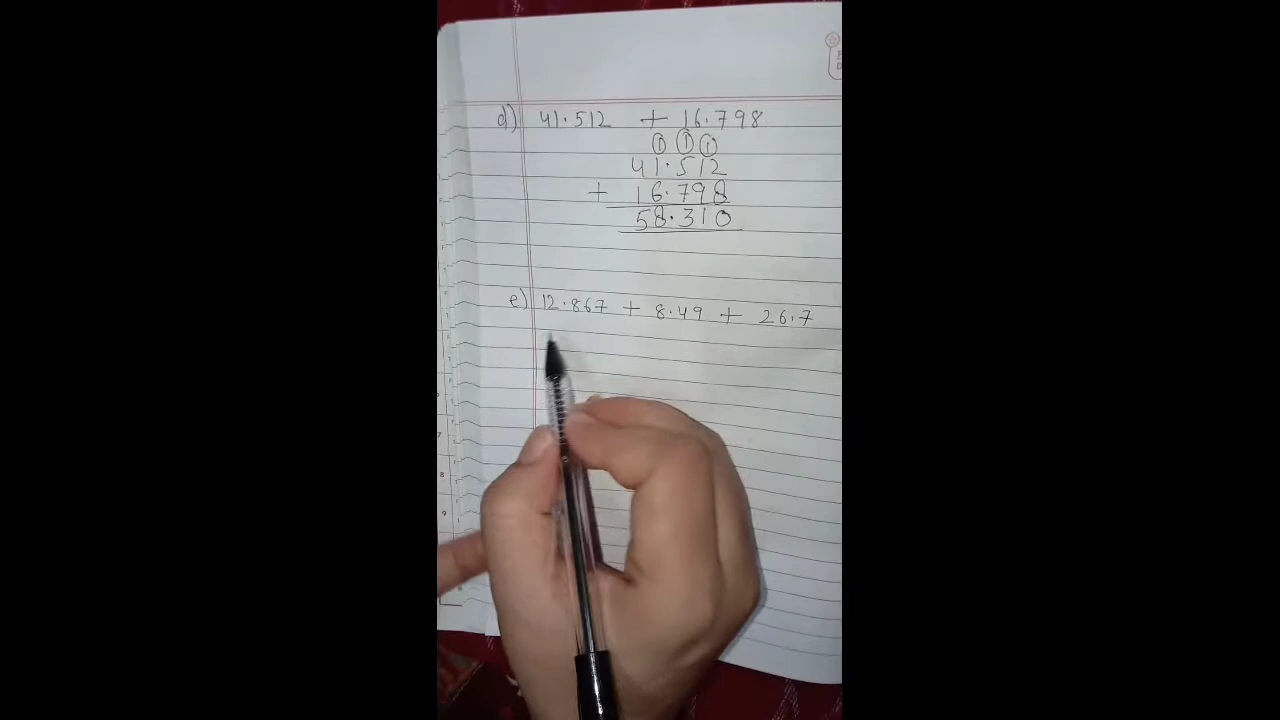 d) 41.512 + 16.798
1 1 1
41.512
+ 16.798
58.310
e) 12.867 + 8.49 + 26.7